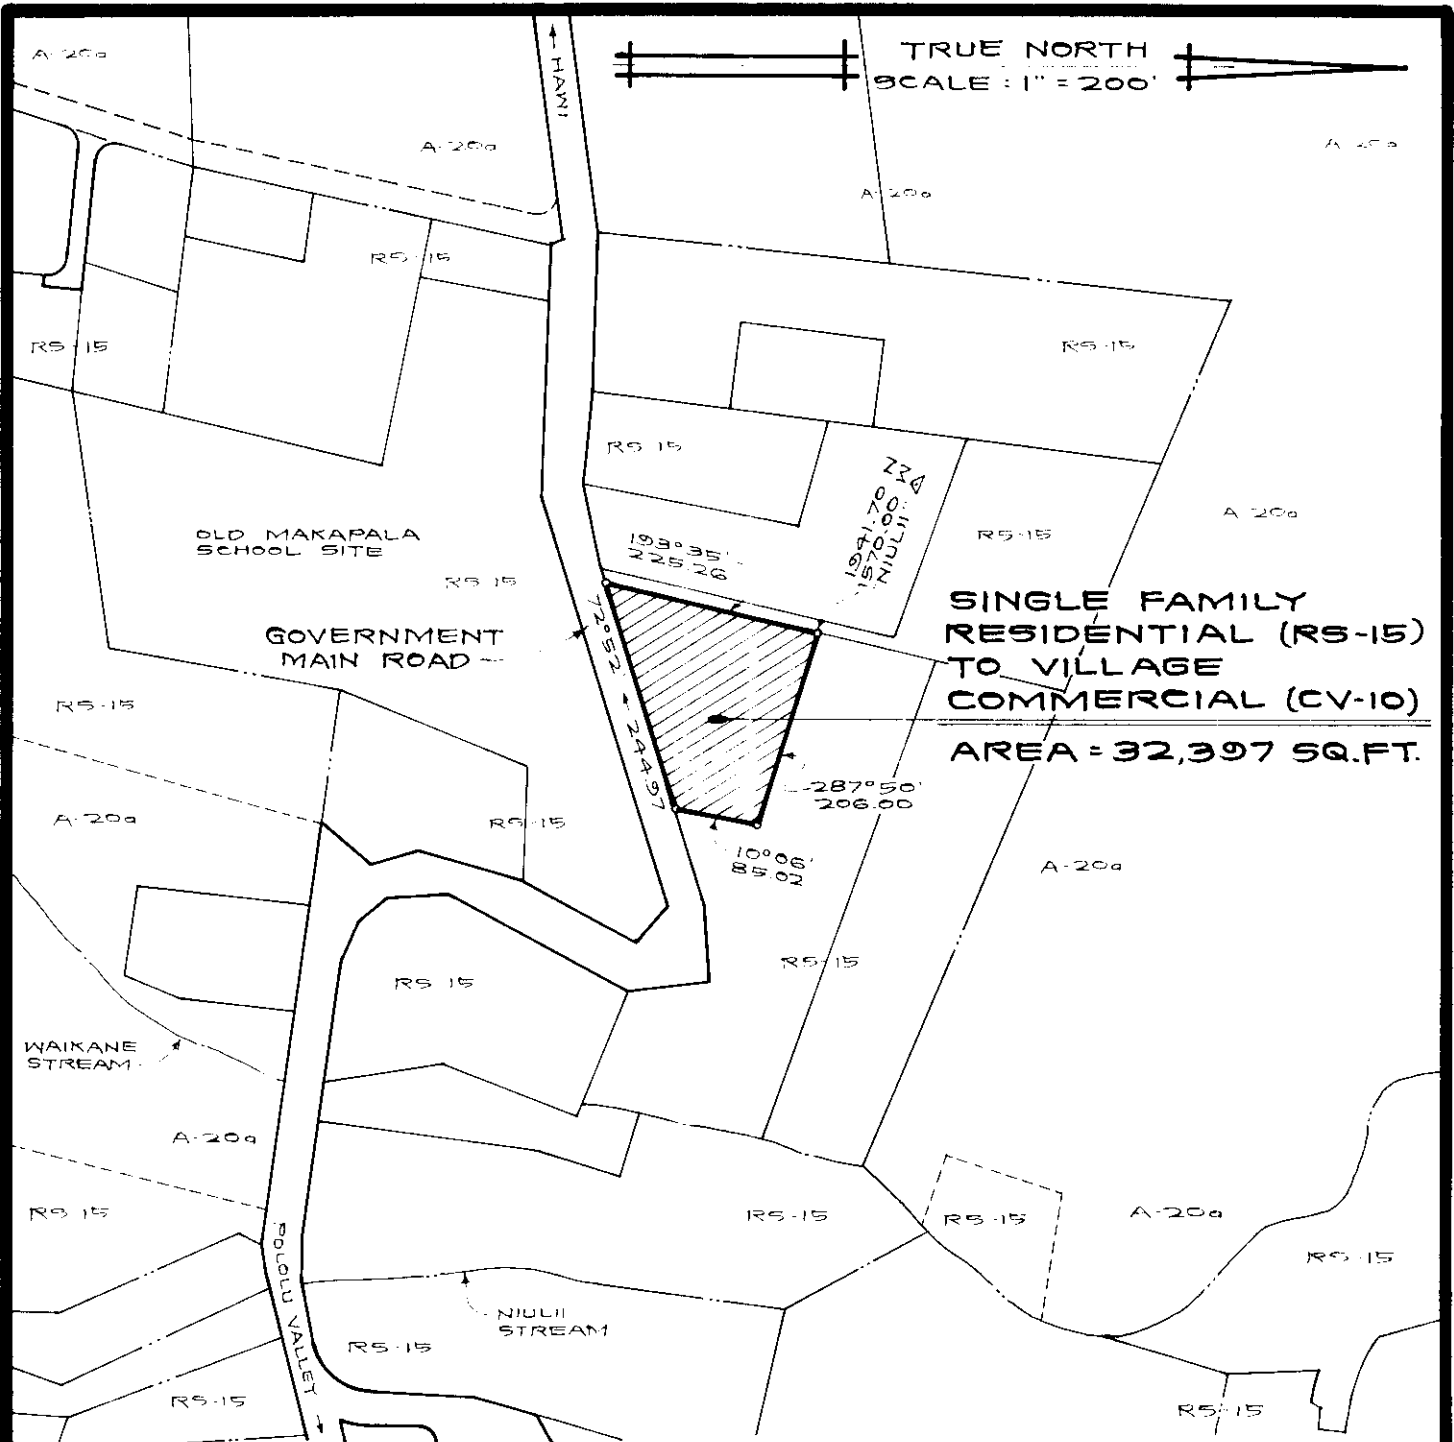 TRUE NORTH
SCALE : 1" = 200'
← HAWI
A-20a
A-20a
A-20a
A-20a
RS-15
RS-15
RS-15
RS-15
193°35'
225.26
1941.70 N
1570.00 W
NIULII
A-20a
RS-15
OLD MAKAPALA
SCHOOL SITE
RS-15
GOVERNMENT
MAIN ROAD
72°52'
244.97
SINGLE FAMILY
RESIDENTIAL (RS-15)
TO VILLAGE
COMMERCIAL (CV-10)
AREA = 32,397 SQ.FT.
RS-15
287°50'
206.00
A-20a
RS-15
10°06'
85.02
A-20a
RS-15
RS-15
WAIKANE
STREAM
A-20a
RS-15
RS-15
RS-15
A-20a
RS-15
POLOLU VALLEY →
NIULII
STREAM
RS-15
RS-15
RS-15